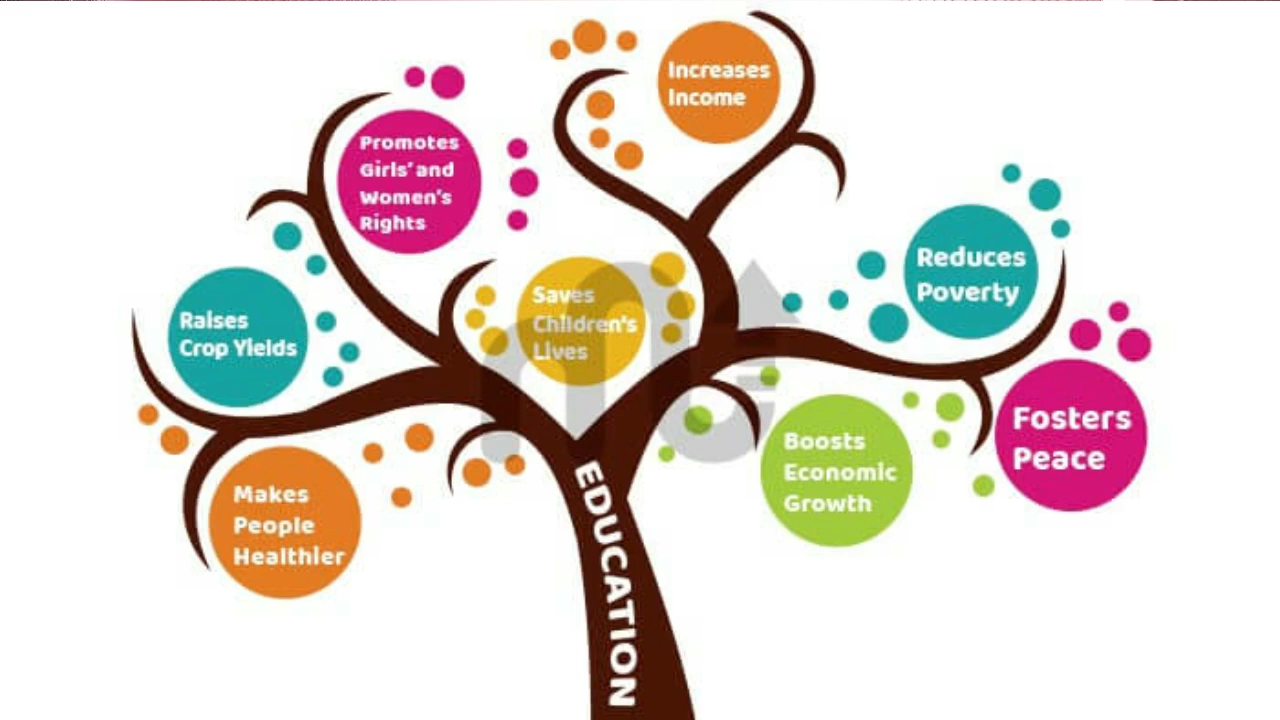 Increases
Income
Promotes
Girls' and
Women's
Rights
Reduces
Poverty
Saves
Children's
Lives
Raises
Crop Yields
Fosters
Peace
Boosts
Economic
Growth
Makes
People
Healthier
EDUCATION